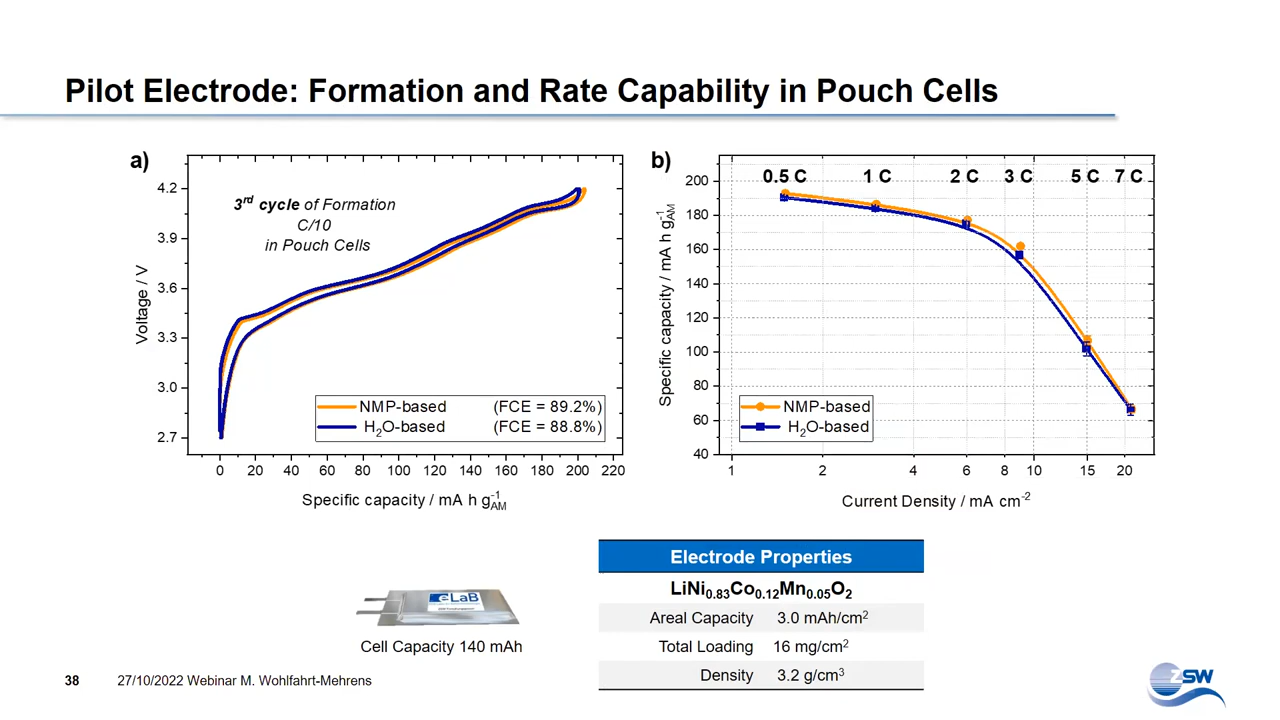 Pilot Electrode: Formation and Rate Capability in Pouch Cells
a)
4.2
3.9
3.6
3.3
3.0
2.7
Voltage / V
3rd cycle of Formation
C/10
in Pouch Cells
NMP-based (FCE = 89.2%)
H2O-based (FCE = 88.8%)
0 20 40 60 80 100 120 140 160 180 200 220
Specific capacity / mA h g-1AM
b)
200
180
160
140
120
100
80
60
40
Specific capacity / mA h g-1AM
0.5 C 1 C 2 C 3 C 5 C 7 C
NMP-based
H2O-based
1 2 4 6 8 10 15 20
Current Density / mA cm-2
Electrode Properties
LiNi0.83Co0.12Mn0.05O2
Areal Capacity 3.0 mAh/cm2
Total Loading 16 mg/cm2
Density 3.2 g/cm3
eLaB
Cell Capacity 140 mAh
38 27/10/2022 Webinar M. Wohlfahrt-Mehrens
ZSW